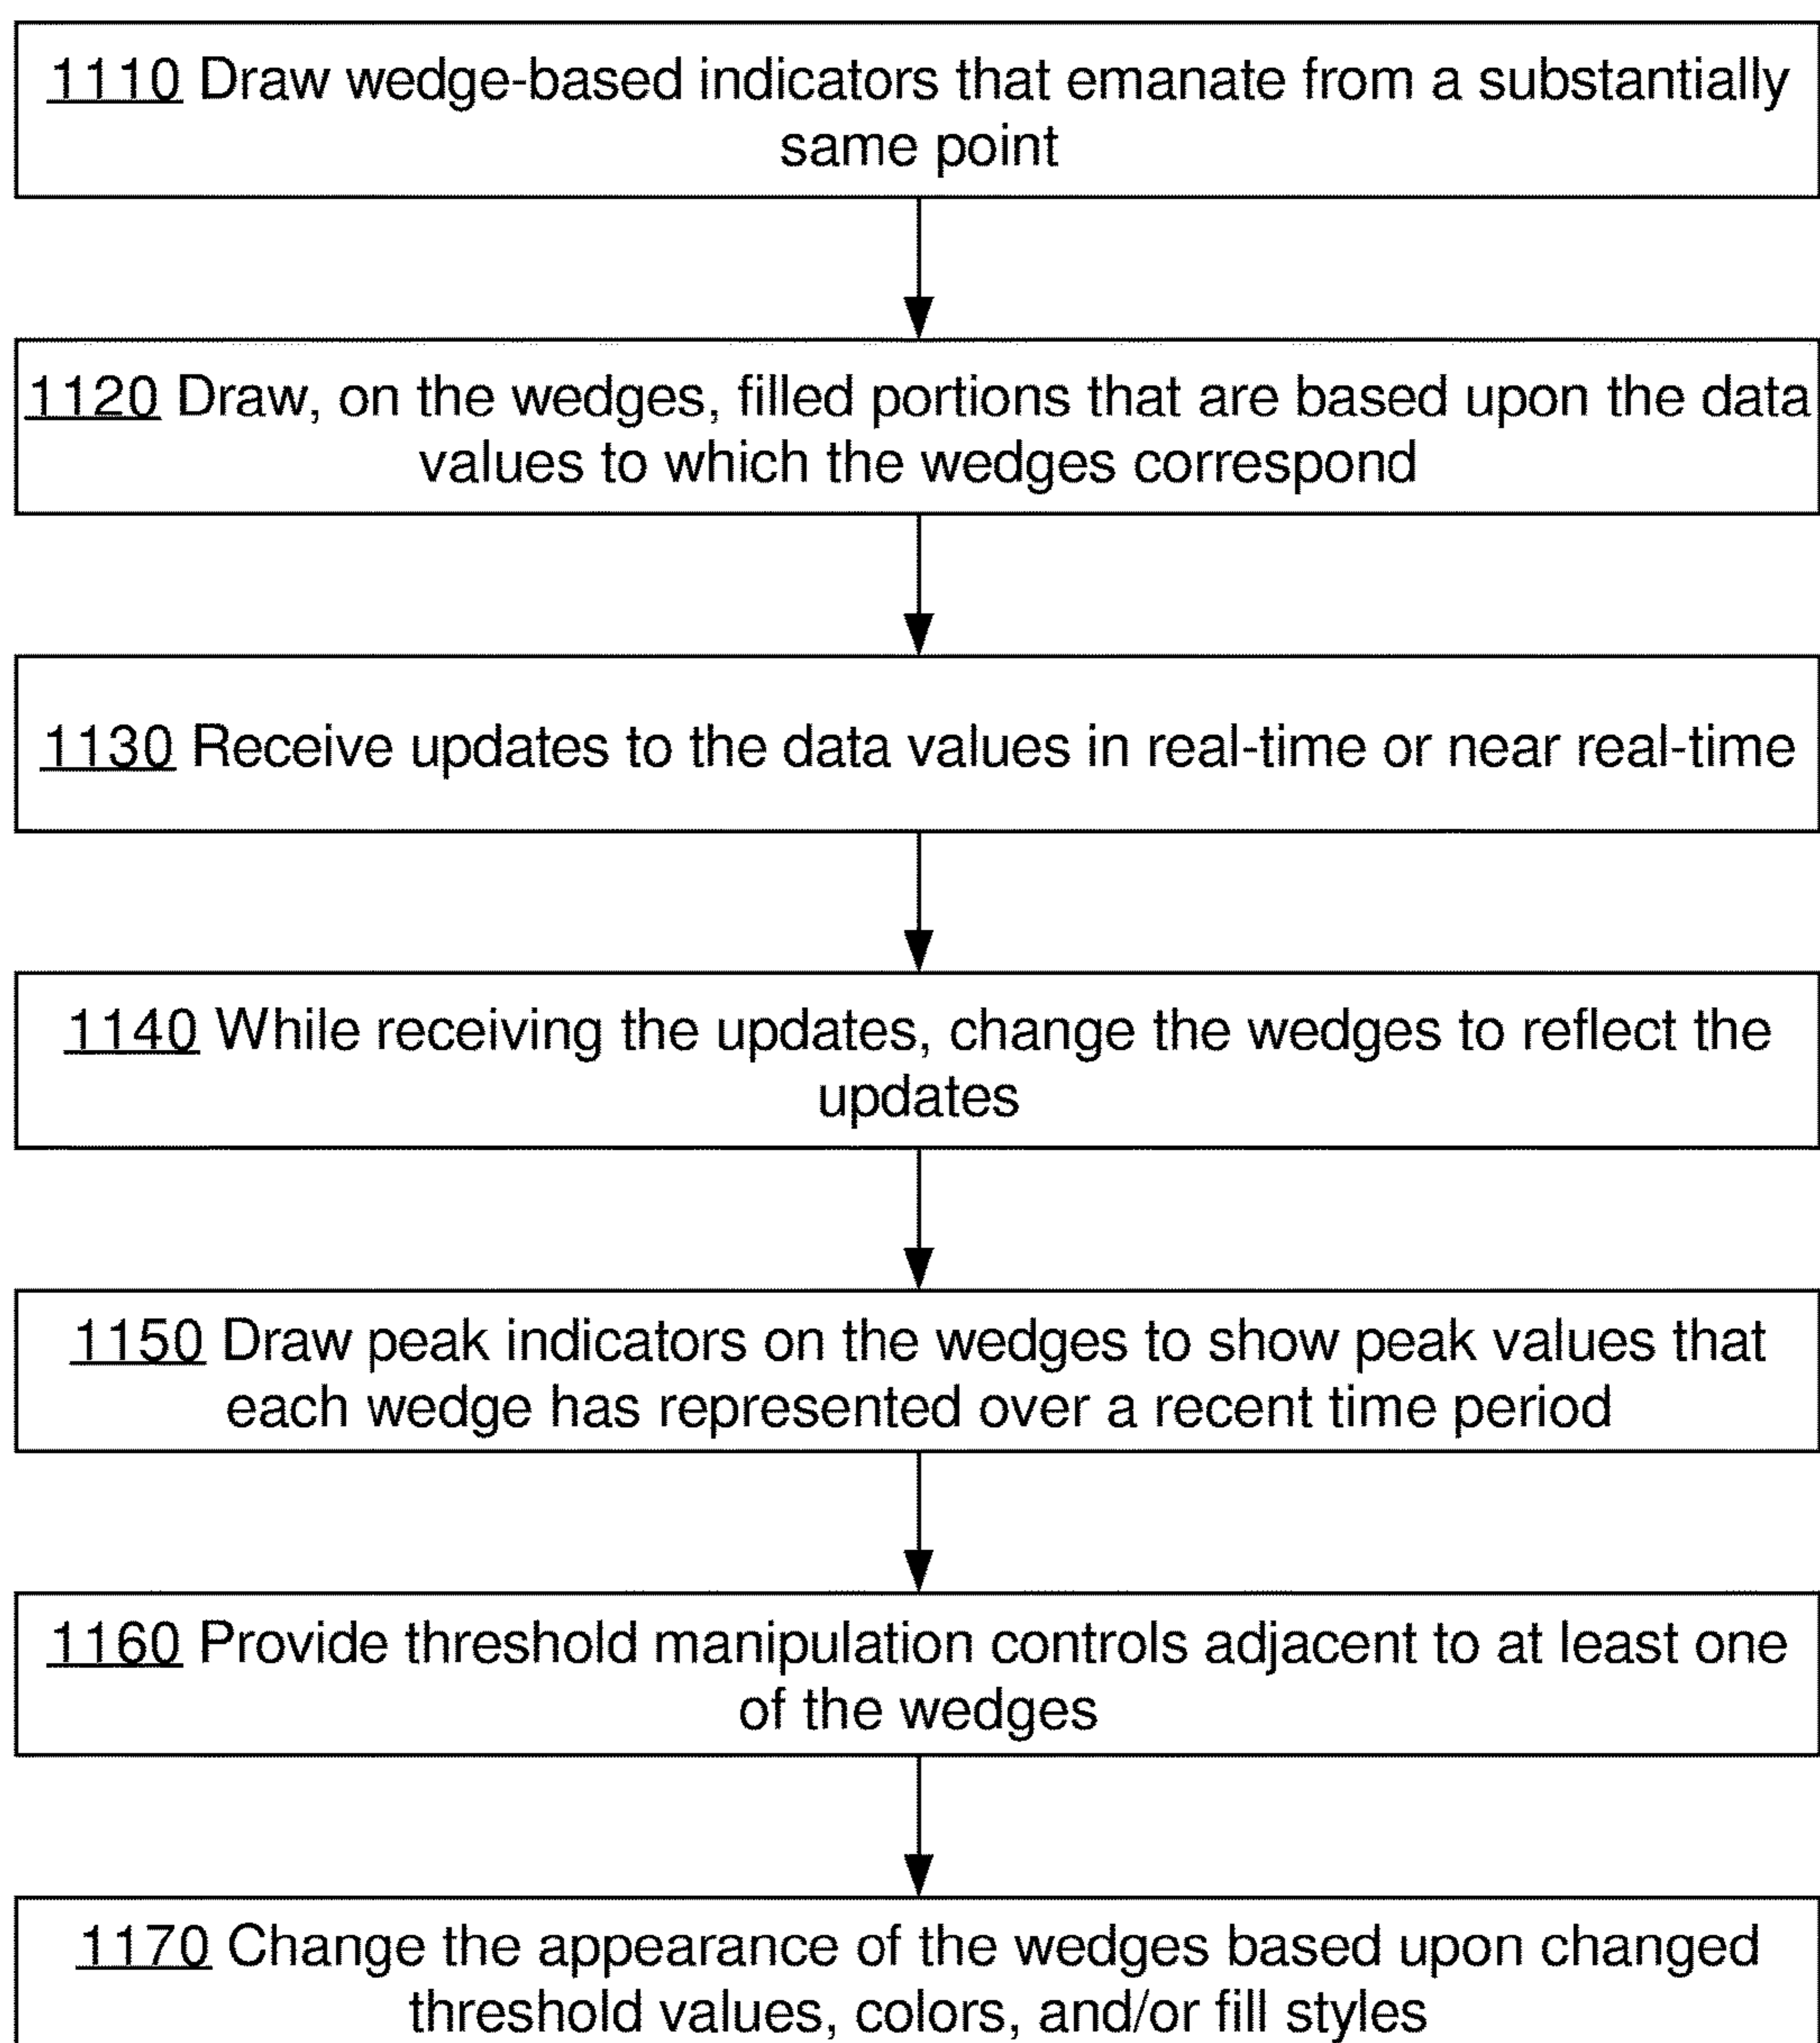 1110 Draw wedge-based indicators that emanate from a substantially
same point
1120 Draw, on the wedges, filled portions that are based upon the data
values to which the wedges correspond
1130 Receive updates to the data values in real-time or near real-time
1140 While receiving the updates, change the wedges to reflect the
updates
1150 Draw peak indicators on the wedges to show peak values that
each wedge has represented over a recent time period
1160 Provide threshold manipulation controls adjacent to at least one
of the wedges
1170 Change the appearance of the wedges based upon changed
threshold values, colors, and/or fill styles